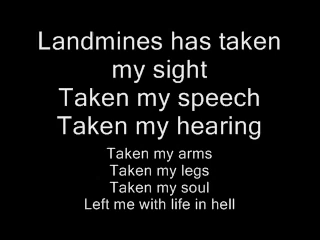 Landmines has taken
my sight
Taken my speech
Taken my hearing
Taken my arms
Taken my legs
Taken my soul
Left me with life in hell